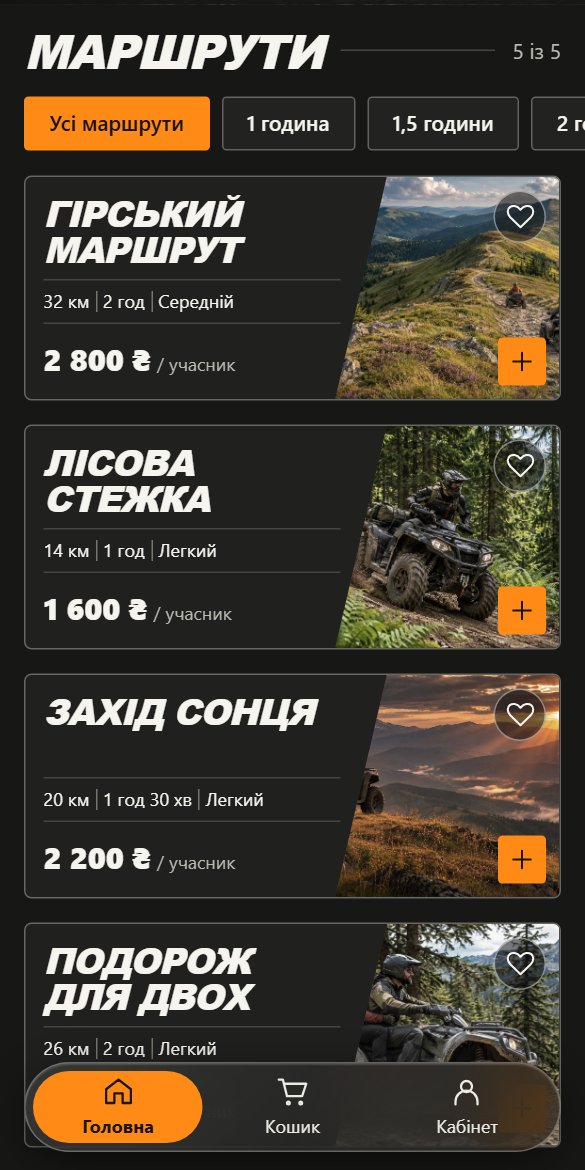 МАРШРУТИ
5 із 5
Усі маршрути
1 година
1,5 години
2 г
ГІРСЬКИЙ
МАРШРУТ
32 км | 2 год | Середній
2 800 ₴ / учасник
ЛІСОВА
СТЕЖКА
14 км | 1 год | Легкий
1 600 ₴ / учасник
ЗАХІД СОНЦЯ
20 км | 1 год 30 хв | Легкий
2 200 ₴ / учасник
ПОДОРОЖ
ДЛЯ ДВОХ
26 км | 2 год | Легкий
Головна
Кошик
Кабінет